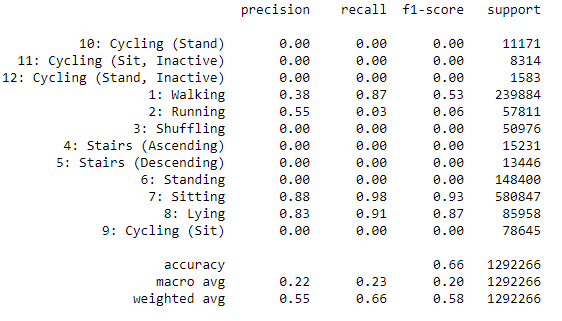 precision recall f1-score support
10: Cycling (Stand) 0.00 0.00 0.00 11171
11: Cycling (Sit, Inactive) 0.00 0.00 0.00 8314
12: Cycling (Stand, Inactive) 0.00 0.00 0.00 1583
1: Walking 0.38 0.87 0.53 239884
2: Running 0.55 0.03 0.06 57811
3: Shuffling 0.00 0.00 0.00 50976
4: Stairs (Ascending) 0.00 0.00 0.00 15231
5: Stairs (Descending) 0.00 0.00 0.00 13446
6: Standing 0.00 0.00 0.00 148400
7: Sitting 0.88 0.98 0.93 580847
8: Lying 0.83 0.91 0.87 85958
9: Cycling (Sit) 0.00 0.00 0.00 78645
accuracy 0.66 1292266
macro avg 0.22 0.23 0.20 1292266
weighted avg 0.55 0.66 0.58 1292266